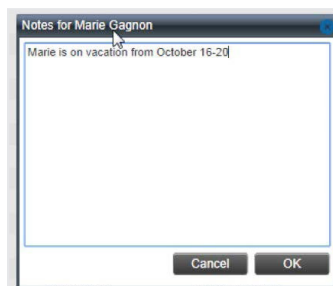 Notes for Marie Gagnon
Marie is on vacation from October 16-20
Cancel
OK